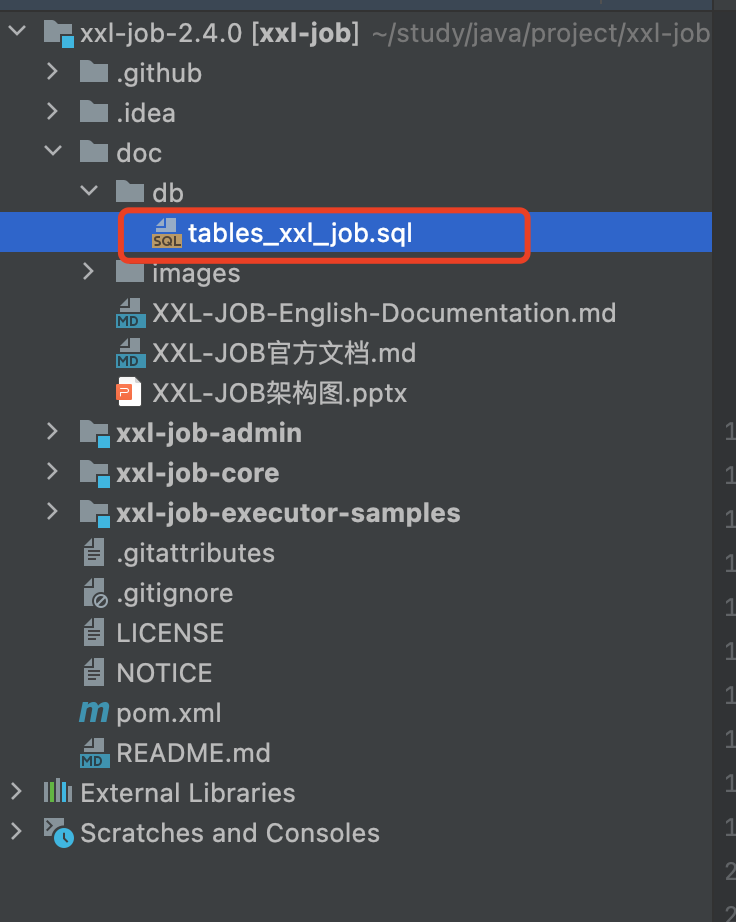 xxl-job-2.4.0 [xxl-job] ~/study/java/project/xxl-job
.github
.idea
doc
db
SQL tables_xxl_job.sql
images
MD XXL-JOB-English-Documentation.md
MD XXL-JOB官方文档.md
P XXL-JOB架构图.pptx
xxl-job-admin
xxl-job-core
xxl-job-executor-samples
.gitattributes
.gitignore
LICENSE
NOTICE
m pom.xml
MD README.md
External Libraries
Scratches and Consoles